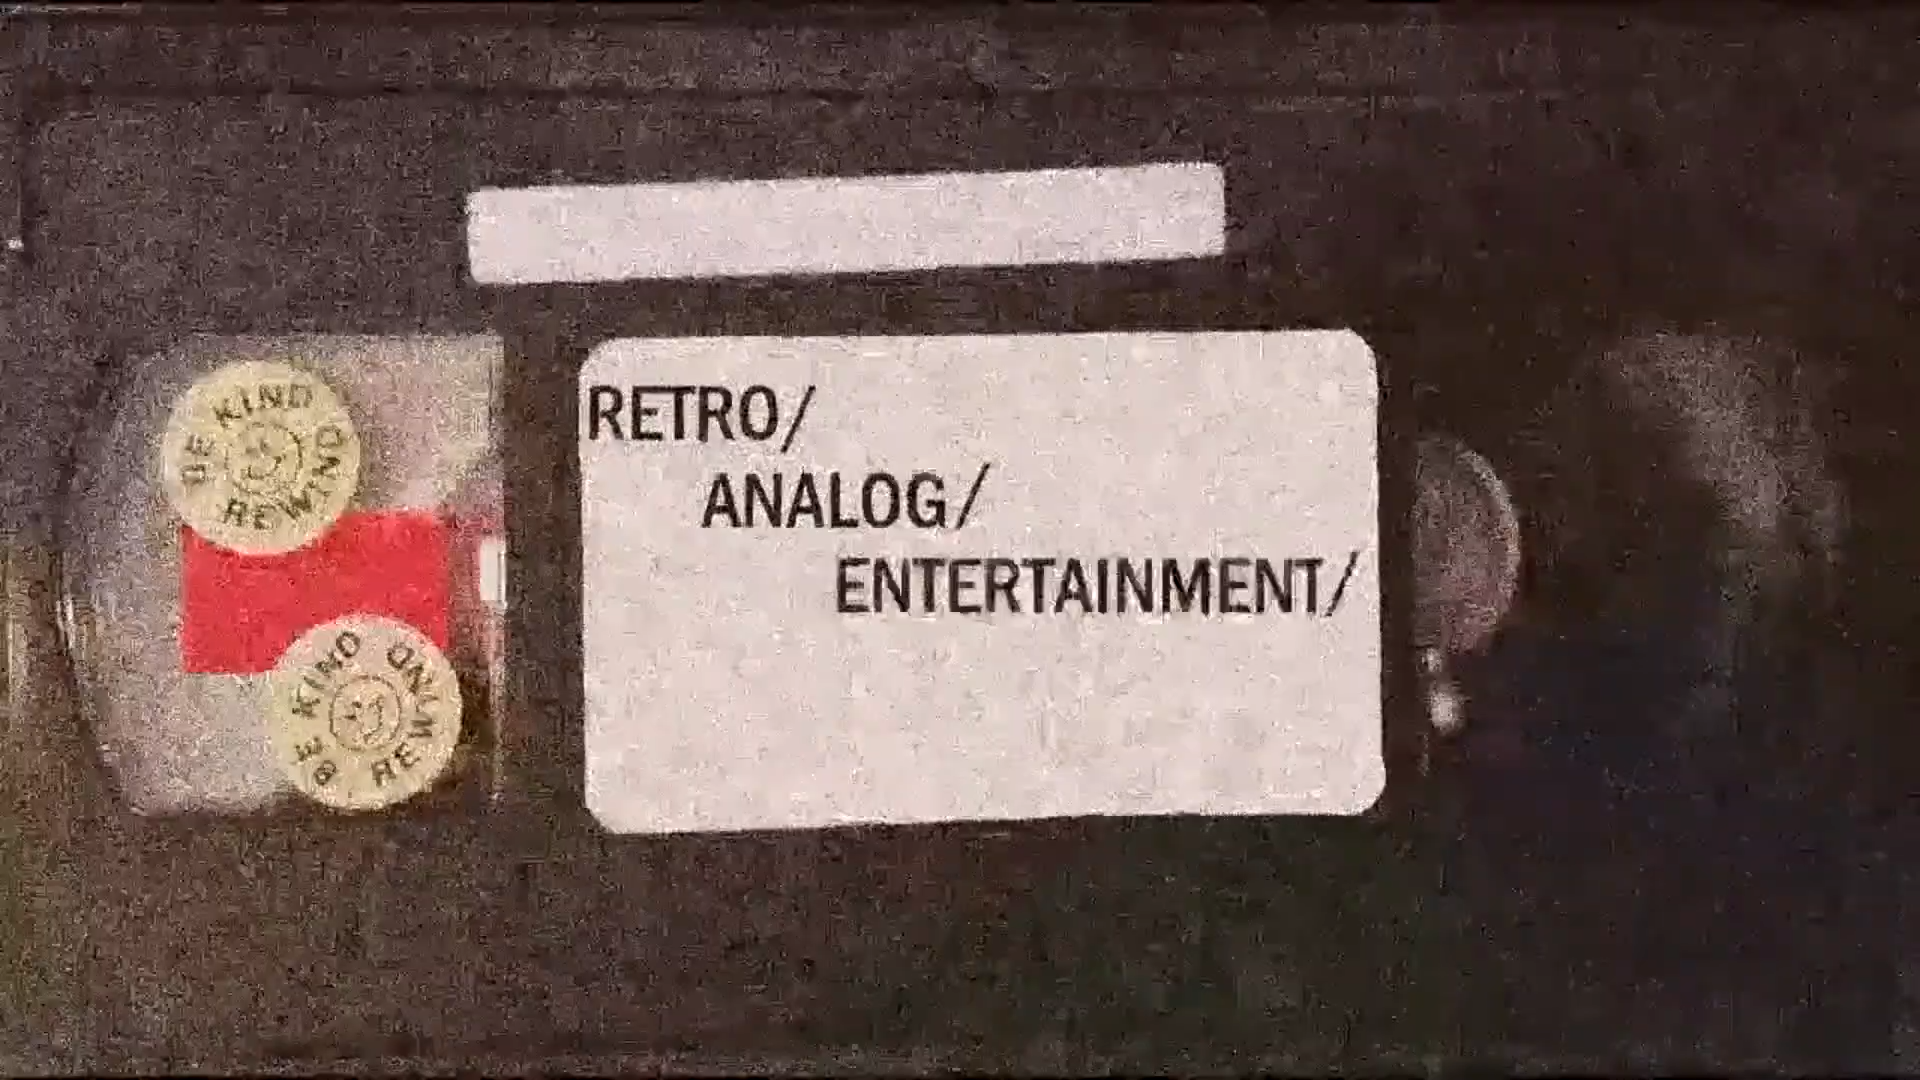 RETRO/
ANALOG/
ENTERTAINMENT/
BE KIND
REWIND
BE KIND
REWIND